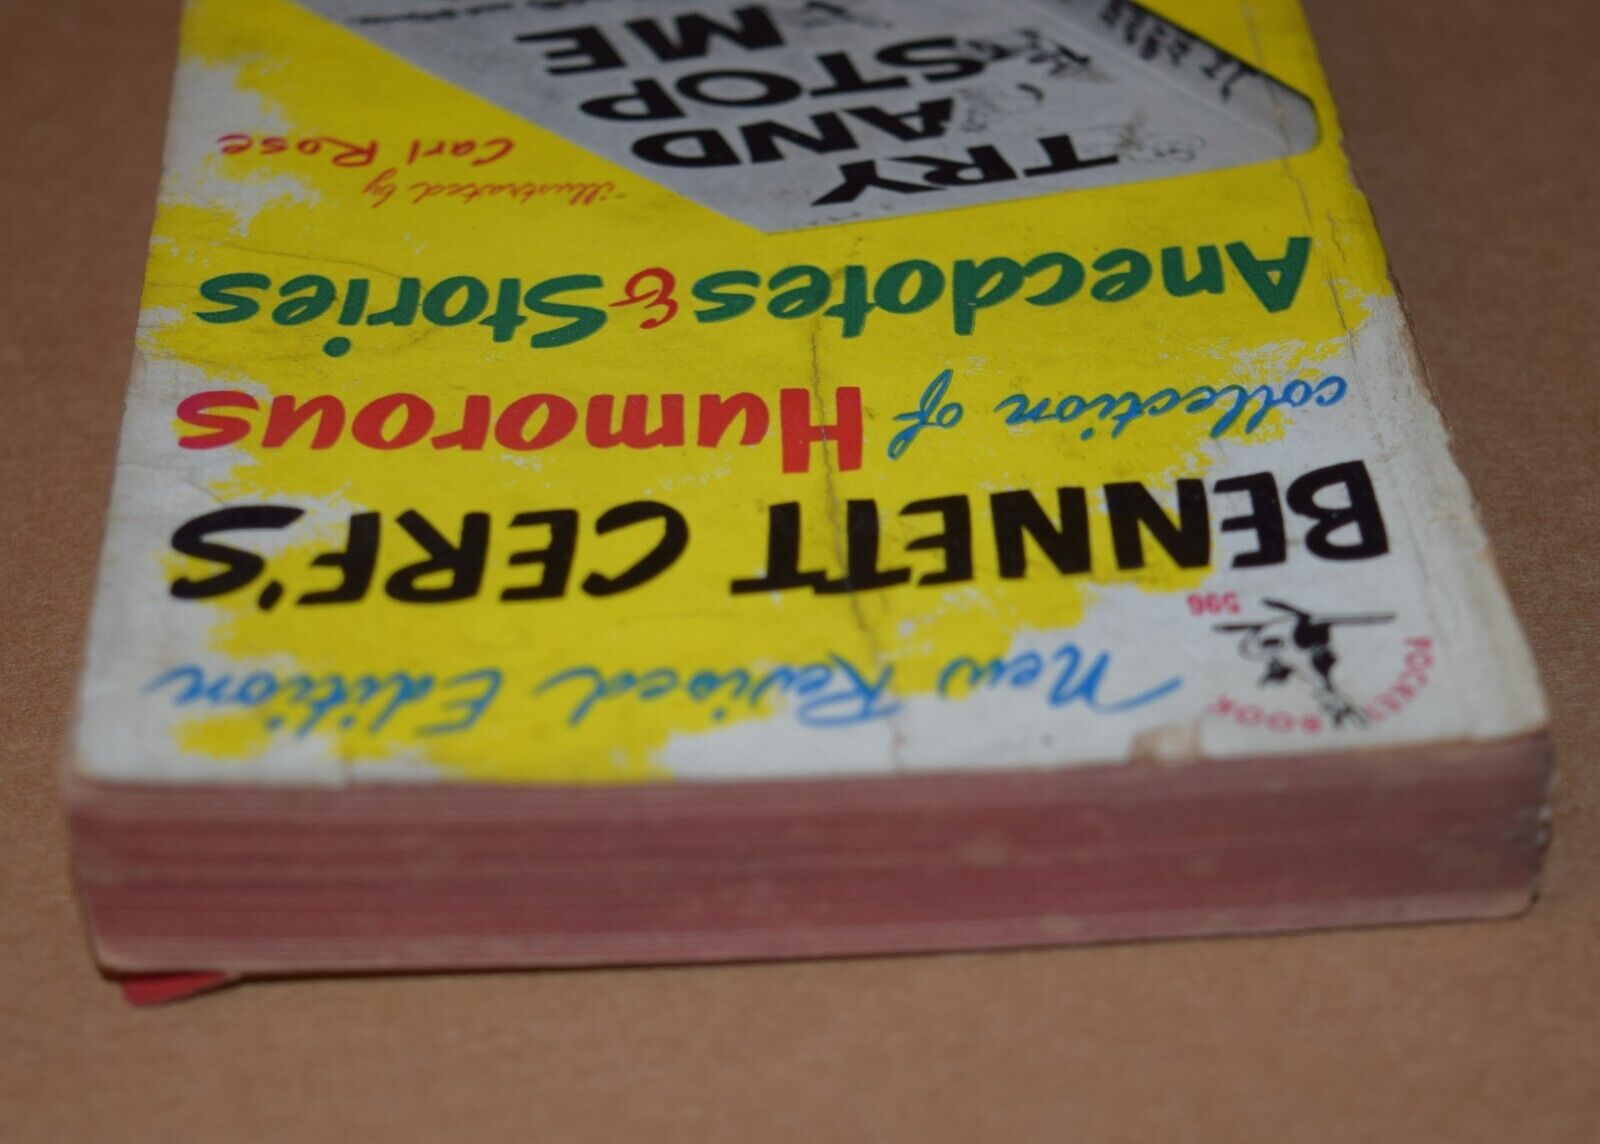 New Revised Edition
POCKET BOOK
596
BENNETT CERF'S
collection of Humorous
Anecdotes & Stories
illustrated by
Carl Rose
TRY
AND
STOP
ME